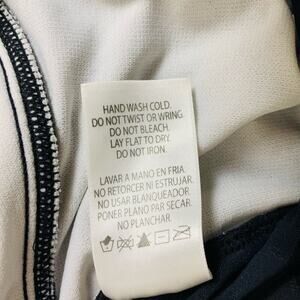 HAND WASH COLD.
DO NOT TWIST OR WRING.
DO NOT BLEACH.
LAY FLAT TO DRY.
DO NOT IRON.
LAVAR A MANO EN FRIA.
NO RETORCER NI ESTRUJAR.
NO USAR BLANQUEADOR.
PONER PLANO PAR SECAR.
NO PLANCHAR.